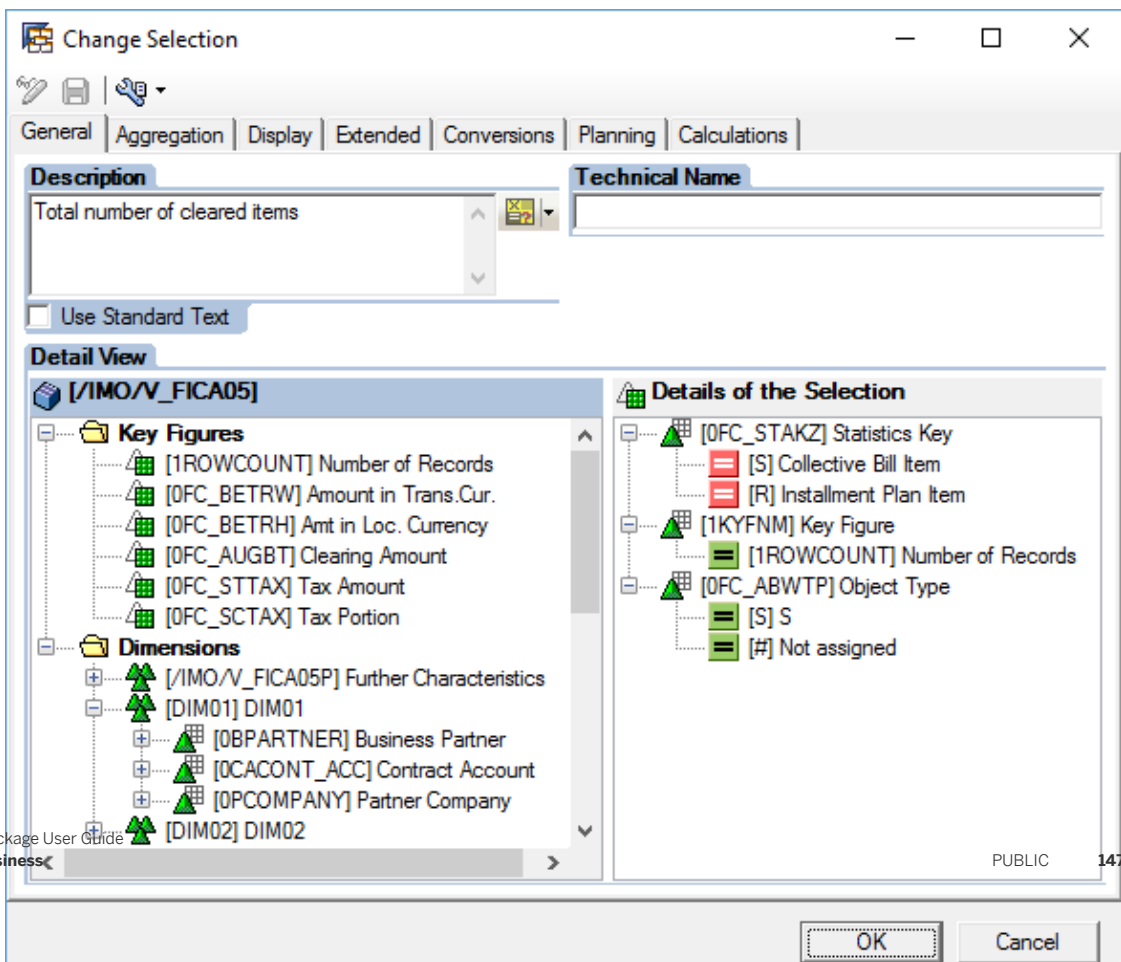 Change Selection
General Aggregation Display Extended Conversions Planning Calculations
Description
Technical Name
Total number of cleared items
Use Standard Text
Detail View
[/IMO/V_FICA05]
Key Figures
[1ROWCOUNT] Number of Records
[0FC_BETRW] Amount in Trans.Cur.
[0FC_BETRH] Amt in Loc. Currency
[0FC_AUGBT] Clearing Amount
[0FC_STTAX] Tax Amount
[0FC_SCTAX] Tax Portion
Dimensions
[/IMO/V_FICA05P] Further Characteristics
[DIM01] DIM01
[0BPARTNER] Business Partner
[0CACONT_ACC] Contract Account
[0PCOMPANY] Partner Company
[DIM02] DIM02
Details of the Selection
[0FC_STAKZ] Statistics Key
[S] Collective Bill Item
[R] Installment Plan Item
[1KYFNM] Key Figure
[1ROWCOUNT] Number of Records
[0FC_ABWTP] Object Type
[S] S
[#] Not assigned
ckage User Guide
siness
PUBLIC 147
OK Cancel